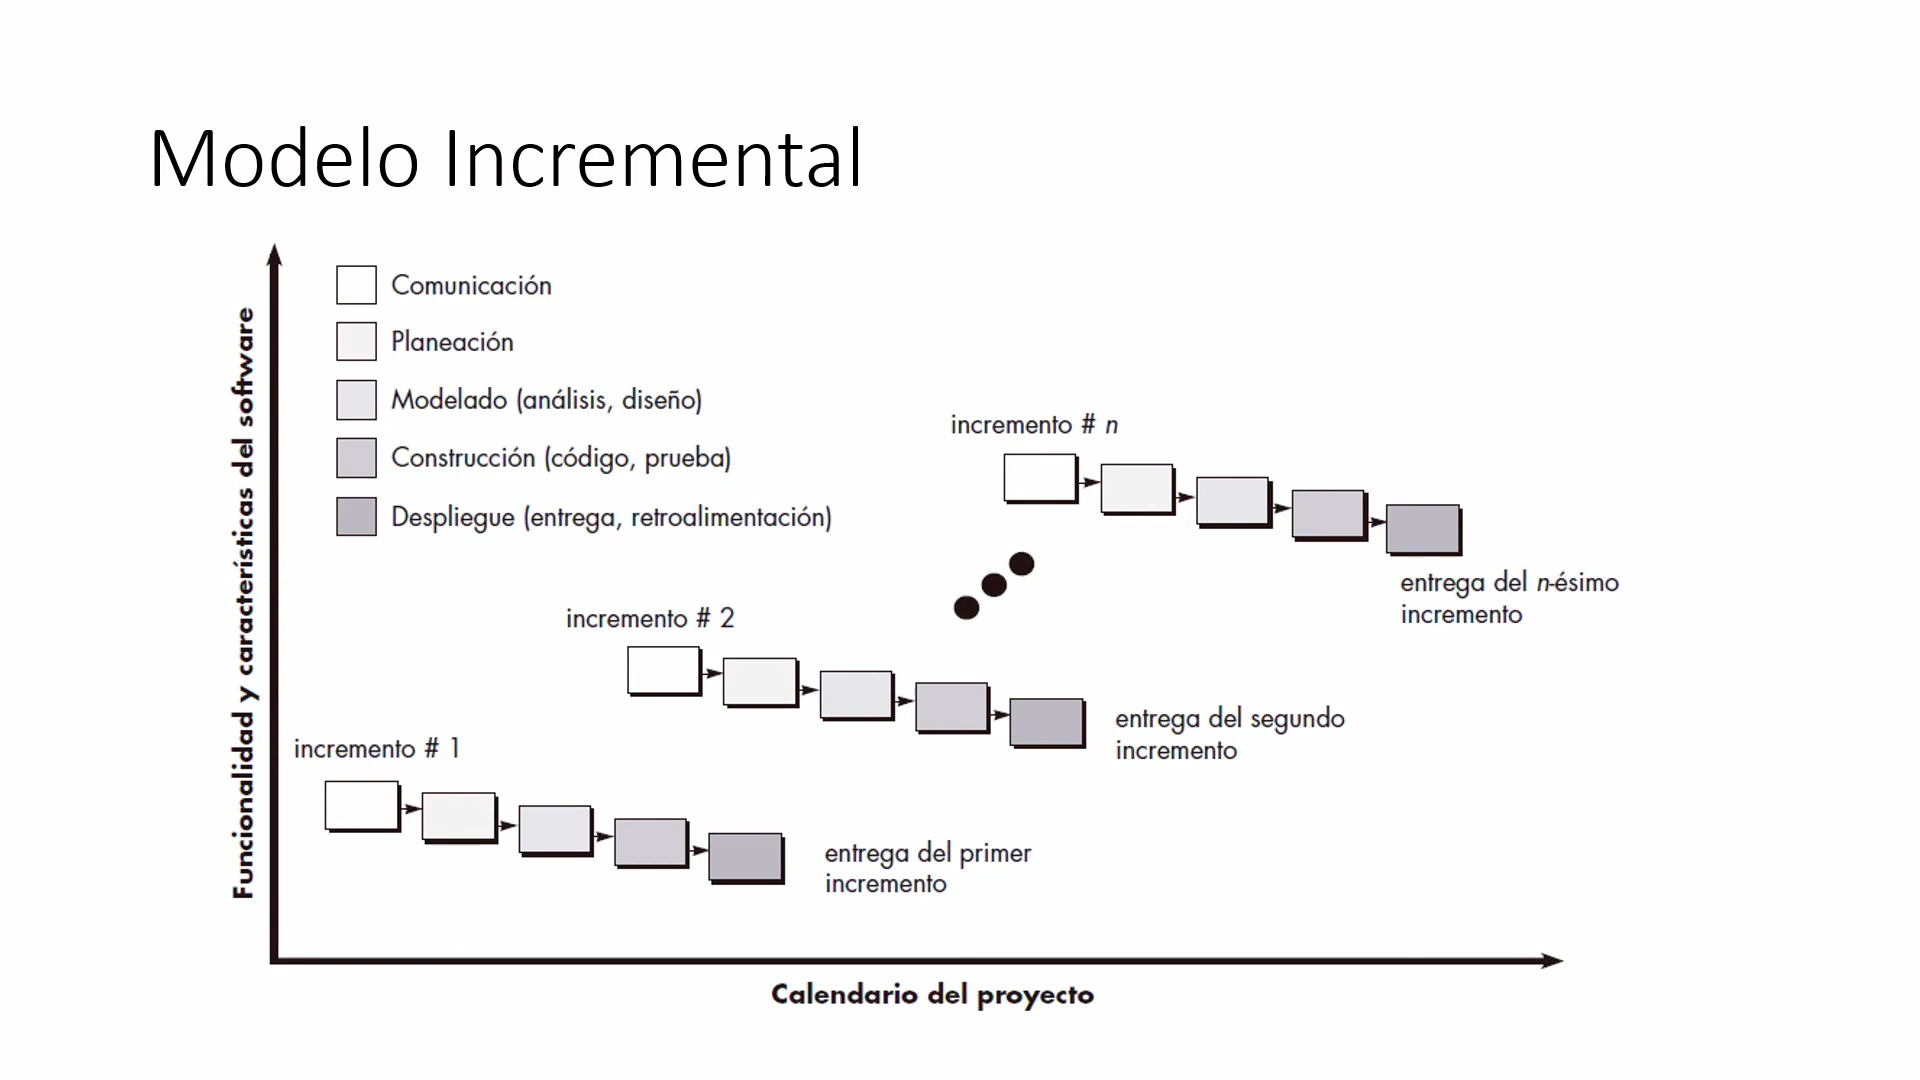 Modelo Incremental
Funcionalidad y características del software
Comunicación
Planeación
Modelado (análisis, diseño)
Construcción (código, prueba)
Despliegue (entrega, retroalimentación)
incremento # n
entrega del n-ésimo
incremento
incremento # 2
entrega del segundo
incremento
incremento # 1
entrega del primer
incremento
Calendario del proyecto